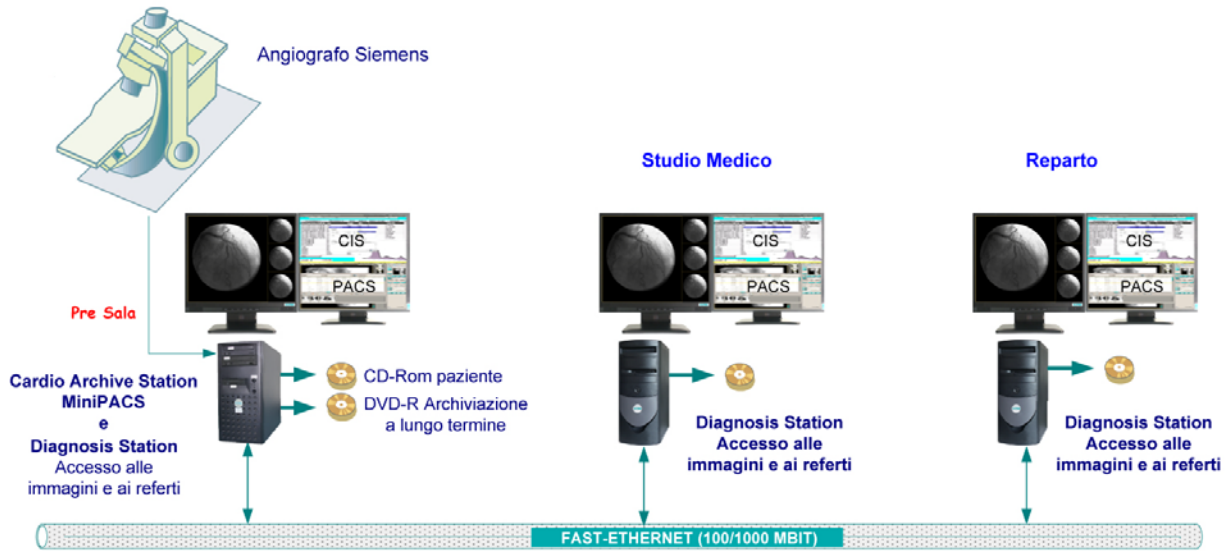 Angiografo Siemens
Studio Medico
Reparto
CIS
PACS
CIS
PACS
CIS
PACS
Pre Sala
Cardio Archive Station
MiniPACS
e
Diagnosis Station
Accesso alle
immagini e ai referti
CD-Rom paziente
DVD-R Archiviazione
a lungo termine
Diagnosis Station
Accesso alle
immagini e ai referti
Diagnosis Station
Accesso alle
immagini e ai referti
FAST-ETHERNET (100/1000 MBIT)